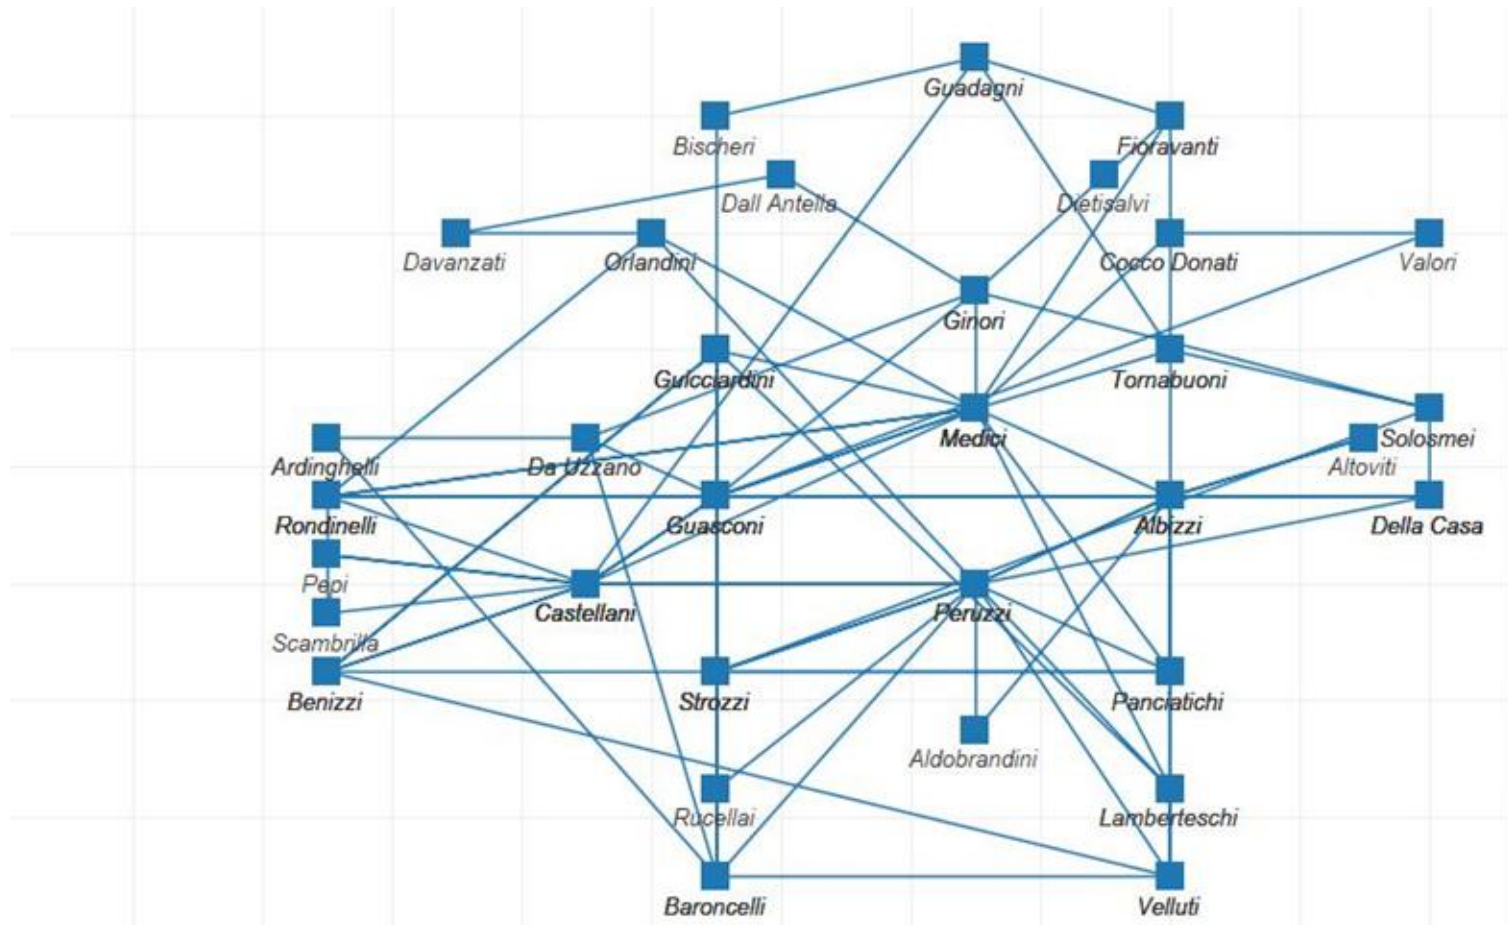 Guadagni
Bischeri
Fioravanti
Dall Antella
Dietisalvi
Davanzati
Orlandini
Cocco Donati
Valori
Ginori
Guicciardini
Tornabuoni
Medici
Solosmei
Ardinghelli
Da Uzzano
Altoviti
Rondinelli
Guasconi
Albizzi
Della Casa
Pepi
Castellani
Peruzzi
Scambrilla
Benizzi
Strozzi
Panciatichi
Aldobrandini
Rucellai
Lamberteschi
Baroncelli
Velluti